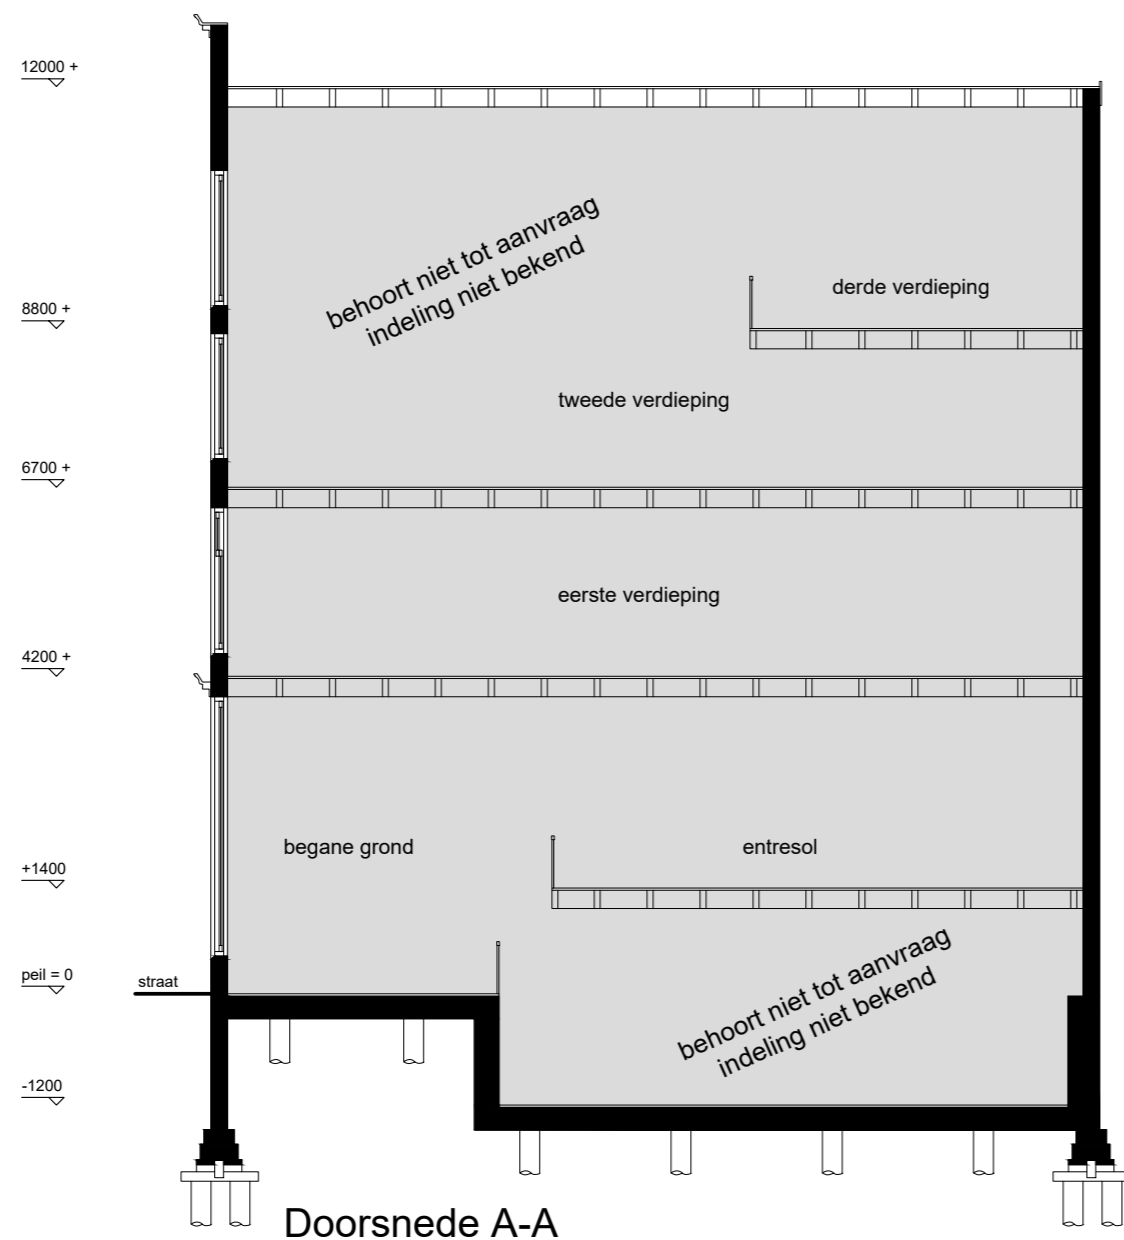 12000 +
behoort niet tot aanvraag
indeling niet bekend
derde verdieping
8800 +
tweede verdieping
6700 +
eerste verdieping
4200 +
begane grond
entresol
+1400
behoort niet tot aanvraag
indeling niet bekend
peil = 0
straat
-1200
Doorsnede A-A